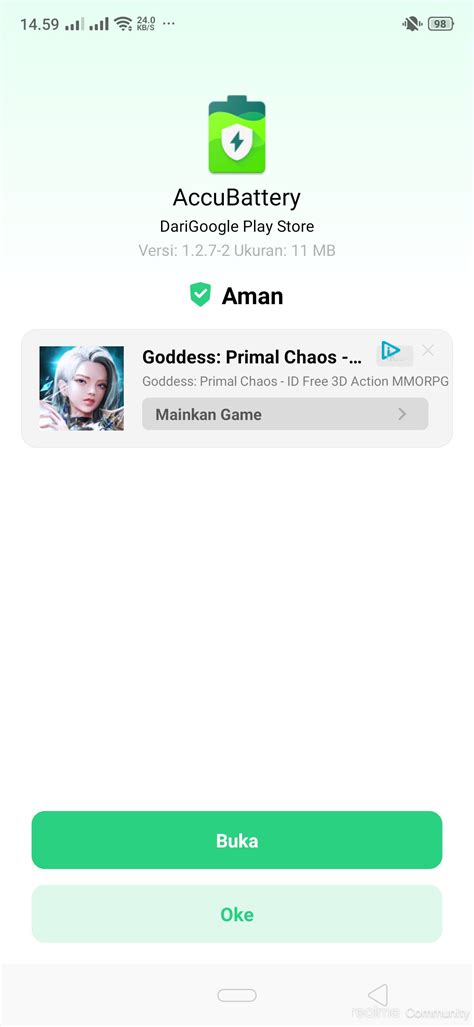 14.59 24.0 KB/S ... 98
AccuBattery
DariGoogle Play Store
Versi: 1.2.7-2 Ukuran: 11 MB
Aman
Goddess: Primal Chaos -...
Goddess: Primal Chaos - ID Free 3D Action MMORPG
Mainkan Game
Buka
Oke
realme Community